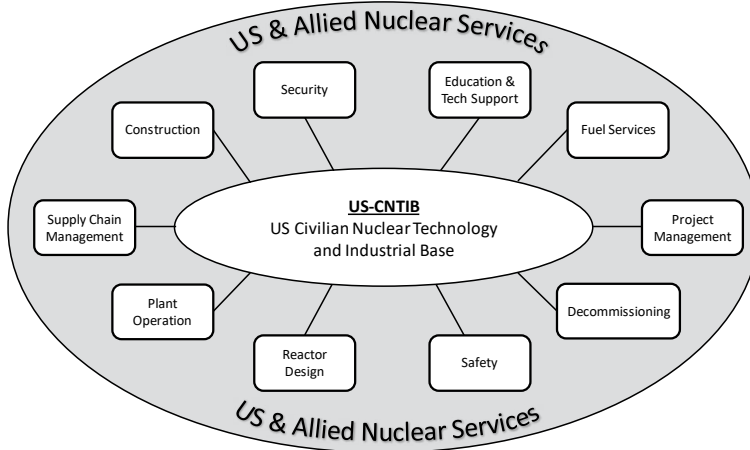 US & Allied Nuclear Services
Security
Education &
Tech Support
Construction
Fuel Services
US-CNTIB
US Civilian Nuclear Technology
and Industrial Base
Supply Chain
Management
Project
Management
Plant
Operation
Decommissioning
Reactor
Design
Safety
US & Allied Nuclear Services